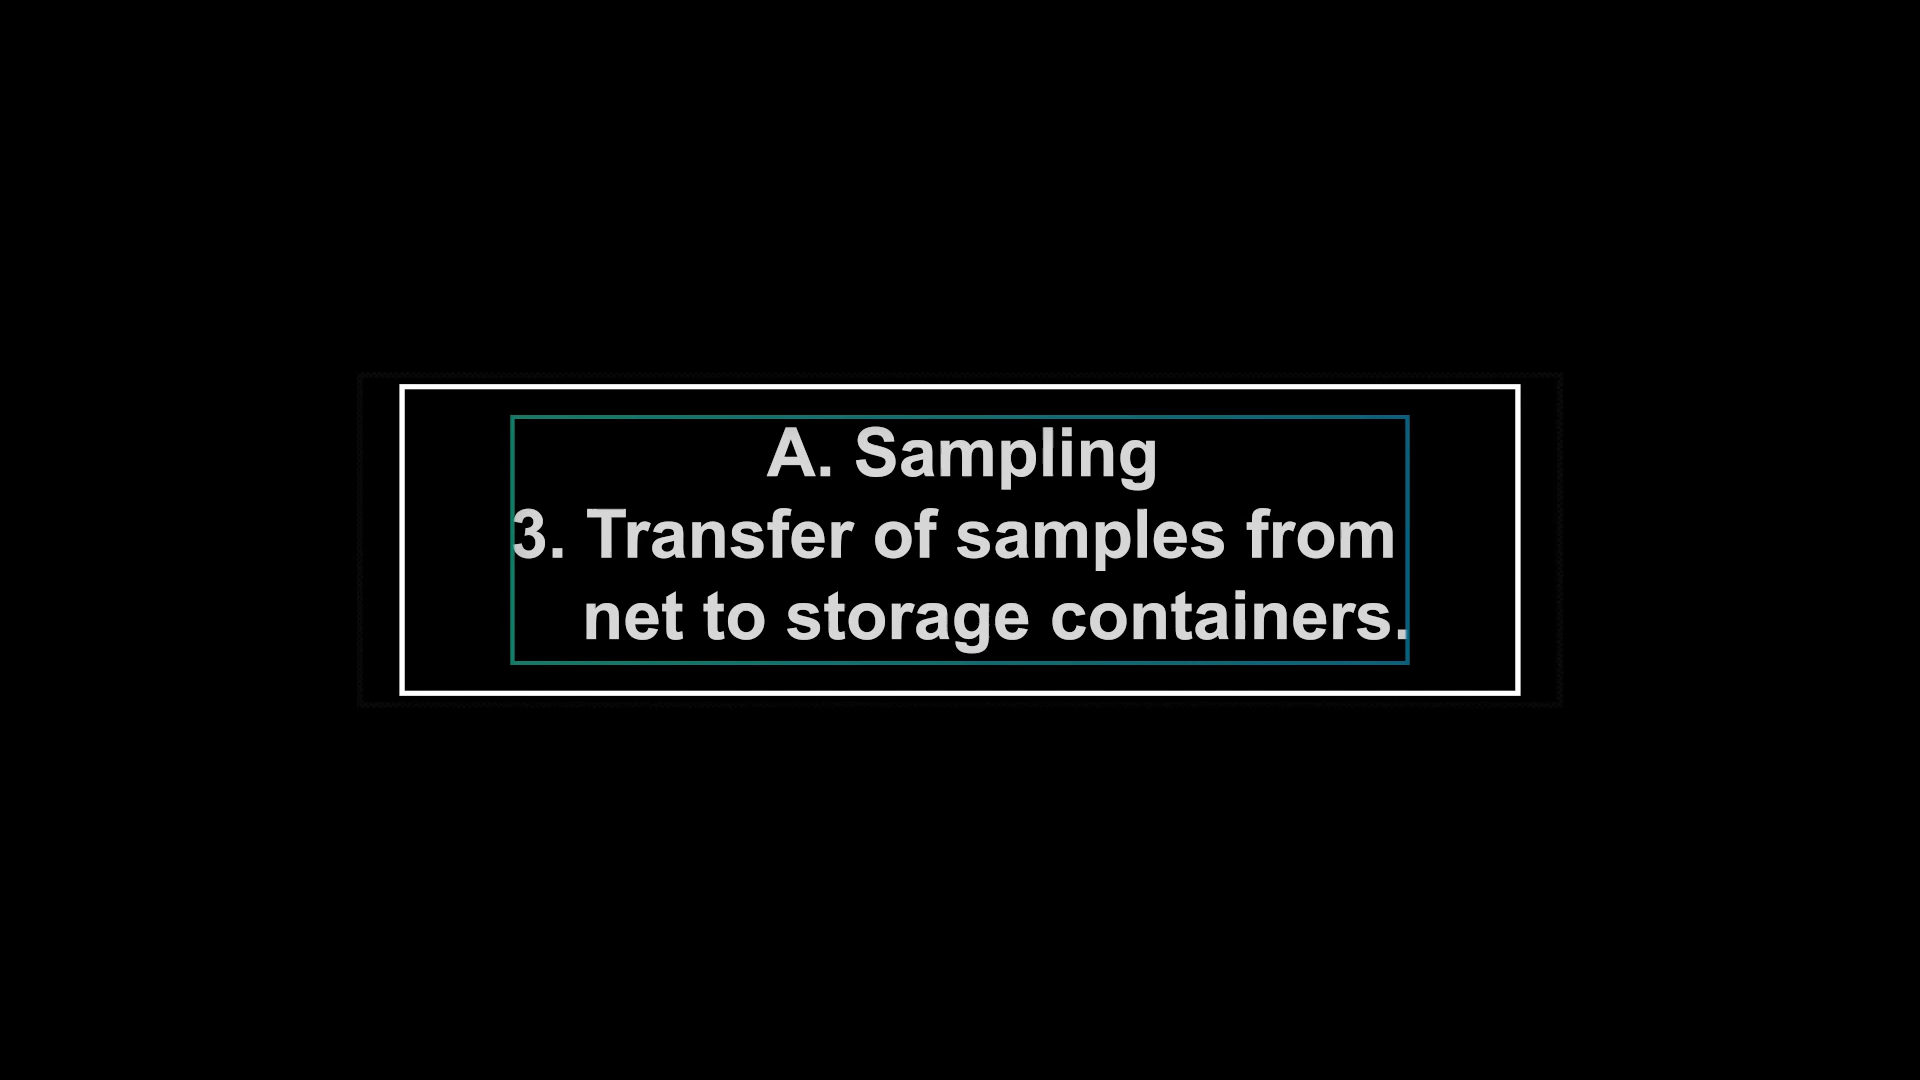 A. Sampling
3. Transfer of samples from
net to storage containers.